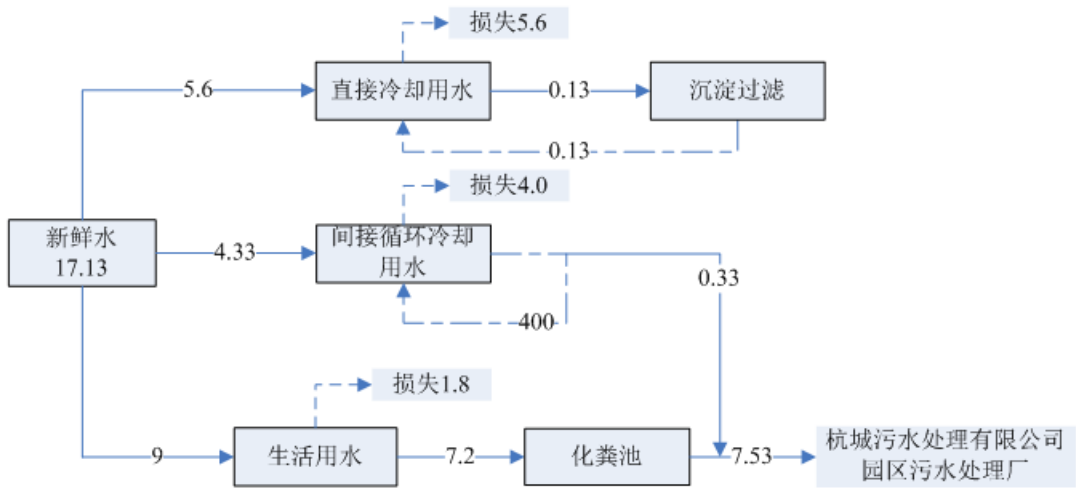 损失5.6
5.6
直接冷却用水
0.13
沉淀过滤
0.13
损失4.0
新鲜水
17.13
4.33
间接循环冷却
用水
0.33
400
损失1.8
9
生活用水
7.2
化粪池
7.53
杭城污水处理有限公司
园区污水处理厂